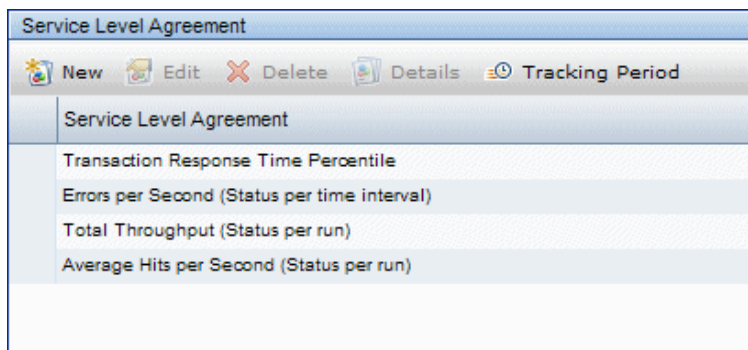 Service Level Agreement
New Edit Delete Details Tracking Period
Service Level Agreement
Transaction Response Time Percentile
Errors per Second (Status per time interval)
Total Throughput (Status per run)
Average Hits per Second (Status per run)